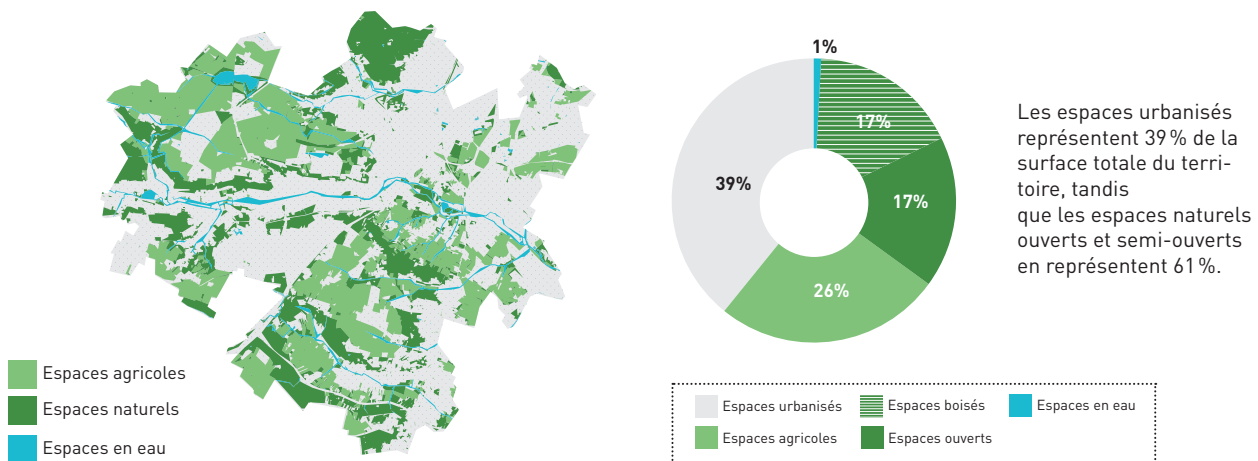 Espaces agricoles
Espaces naturels
Espaces en eau
1%
17%
17%
26%
39%
Les espaces urbanisés
représentent 39 % de la
surface totale du terri-
toire, tandis
que les espaces naturels
ouverts et semi-ouverts
en représentent 61 %.
Espaces urbanisés
Espaces boisés
Espaces en eau
Espaces agricoles
Espaces ouverts